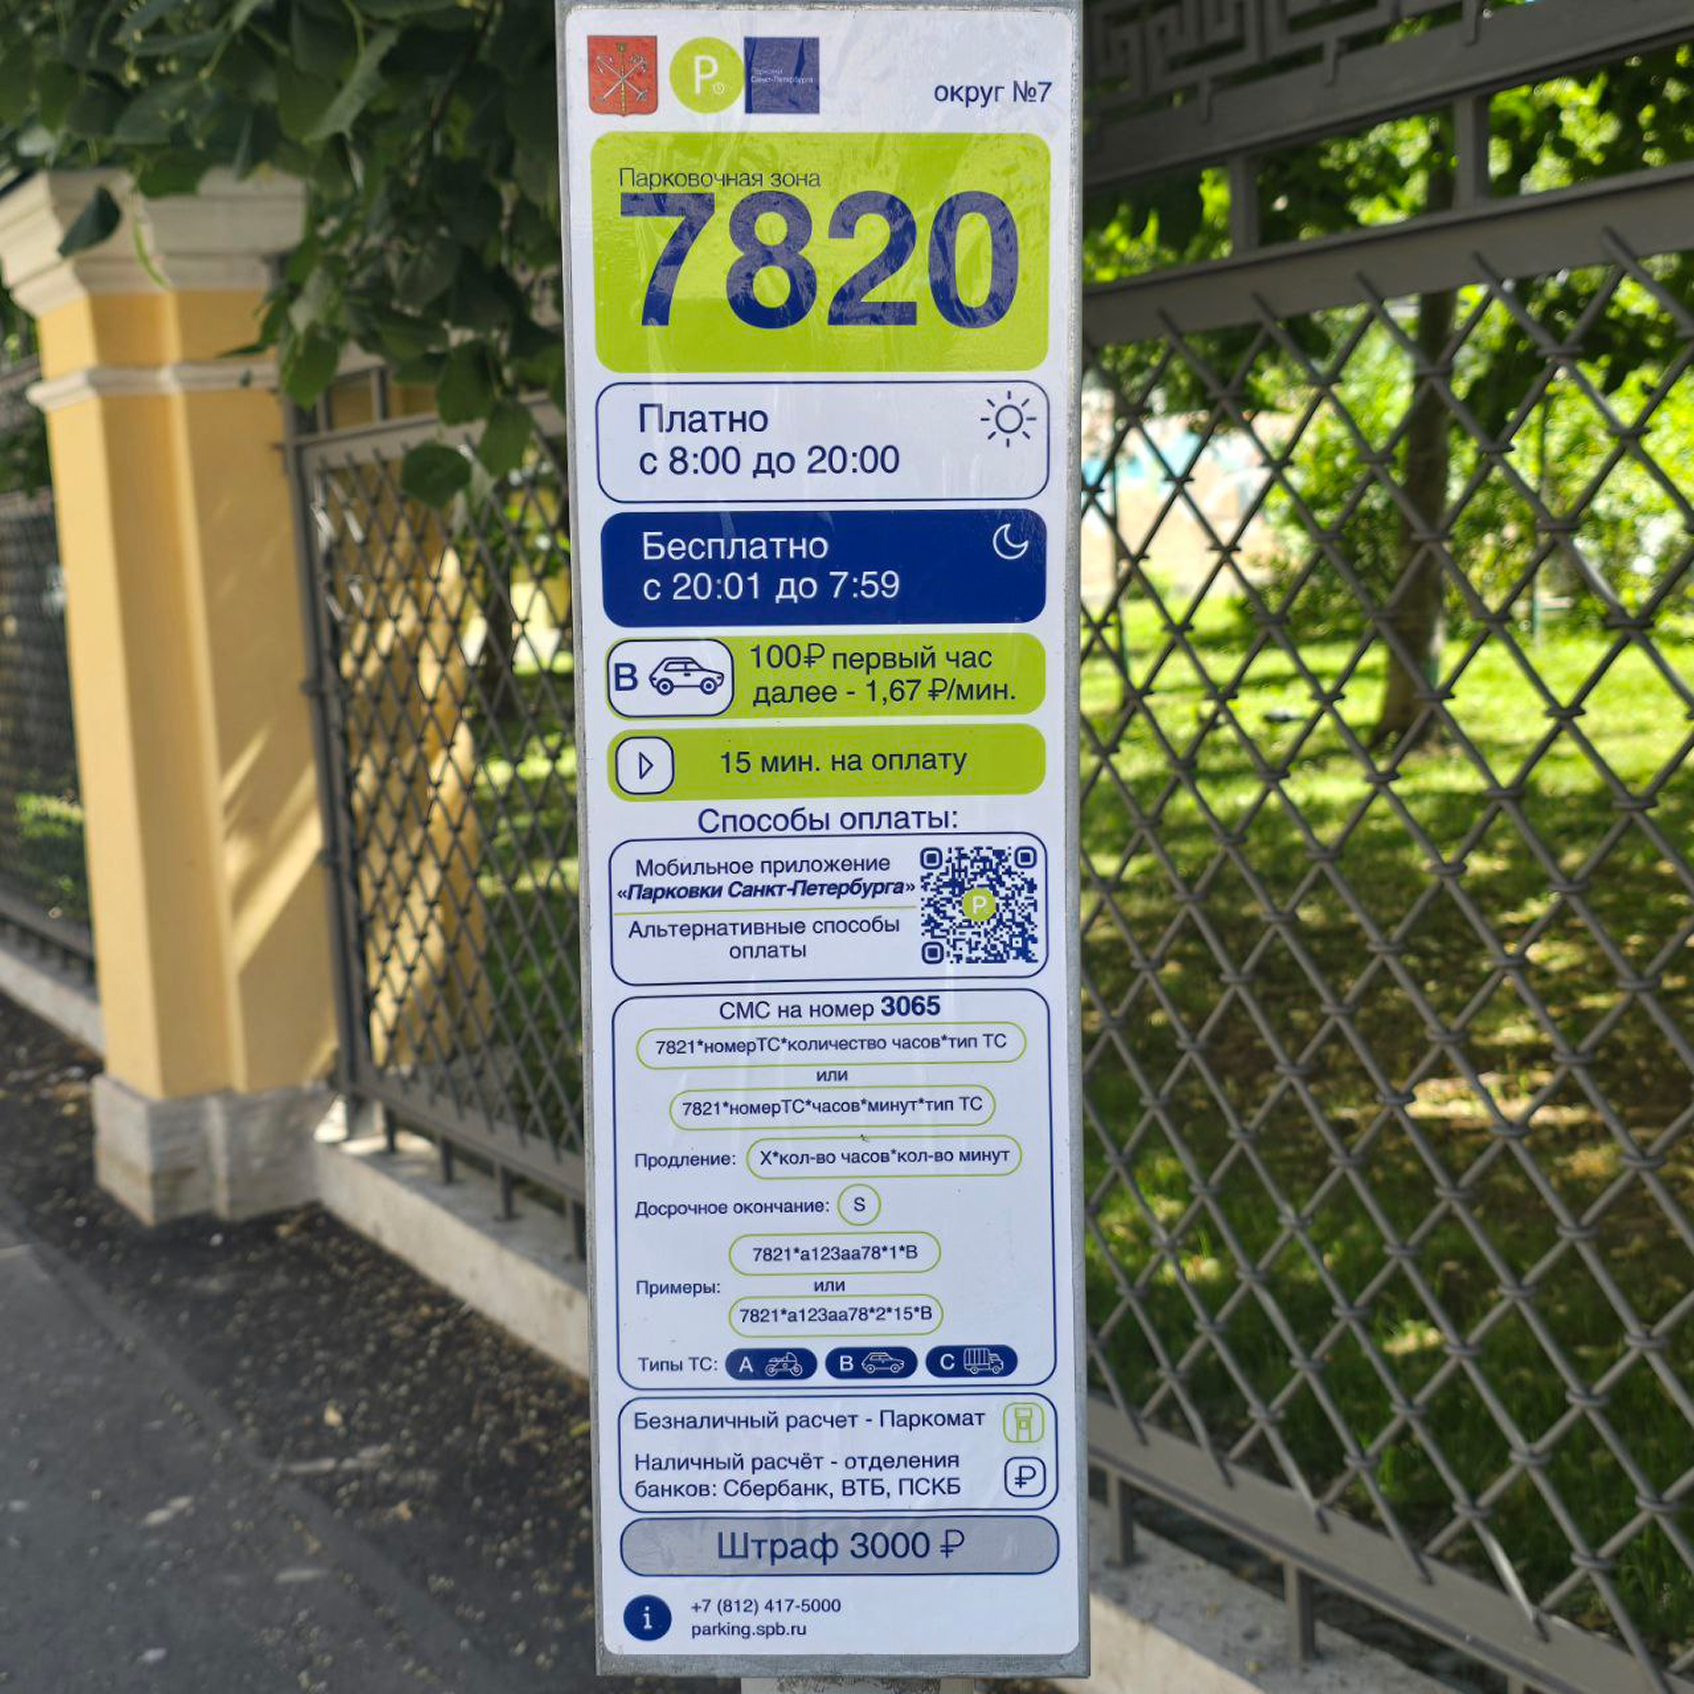 Р
Парковки
Санкт-Петербурга
округ №7
Парковочная зона
7820
Платно
с 8:00 до 20:00
Бесплатно
с 20:01 до 7:59
В
100₽ первый час
далее - 1,67 ₽/мин.
15 мин. на оплату
Способы оплаты:
Мобильное приложение
«Парковки Санкт-Петербурга»
Альтернативные способы
оплаты
Р
СМС на номер 3065
7821*номерТС*количество часов*тип ТС
или
7821*номерТС*часов*минут*тип ТС
Продление: Х*кол-во часов*кол-во минут
Досрочное окончание: S
7821*а123аа78*1*В
Примеры: или
7821*а123аа78*2*15*В
Типы ТС: А В С
Безналичный расчет - Паркомат
Наличный расчёт - отделения
банков: Сбербанк, ВТБ, ПСКБ
₽
Штраф 3000 ₽
i
+7 (812) 417-5000
parking.spb.ru